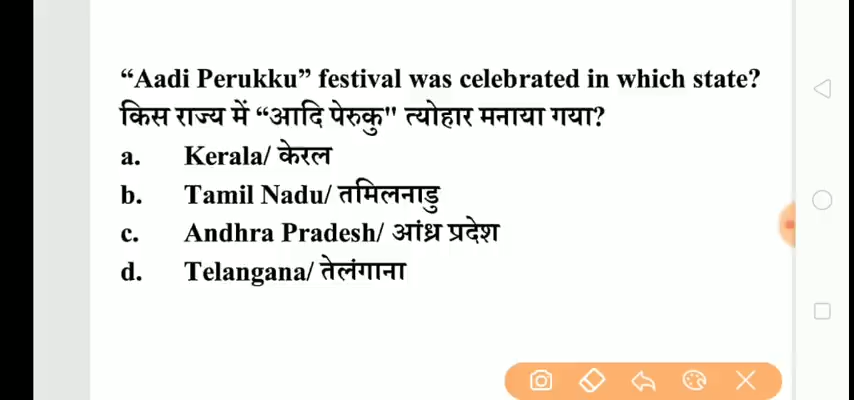 “Aadi Perukku” festival was celebrated in which state?
किस राज्य में “आदि पेरुकु" त्योहार मनाया गया?
a. Kerala/ केरल
b. Tamil Nadu/ तमिलनाडु
c. Andhra Pradesh/ आंध्र प्रदेश
d. Telangana/ तेलंगाना